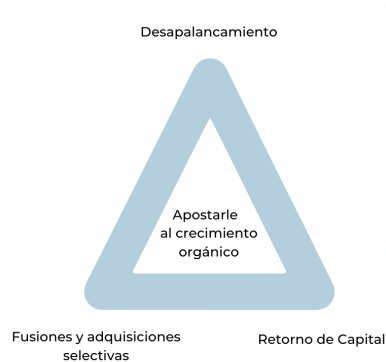 Desapalancamiento
Apostarle
al crecimiento
orgánico
Fusiones y adquisiciones
selectivas
Retorno de Capital